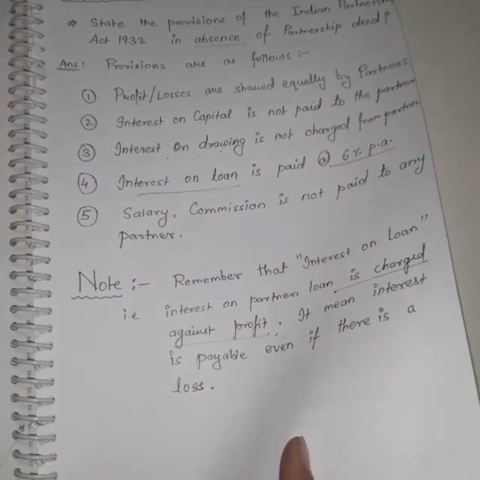 * State the provisions of the Indian Partnership
Act 1932 in absence of Partnership deed?
Ans: Provisions are as follows :-
① Profit/Losses are shared equally by Partners
② Interest on Capital is not paid to the partner
③ Interest on drawing is not charged from partner
④ Interest on loan is paid @ 6% p.a.
⑤ Salary, Commission is not paid to any
partner.
Note :- Remember that "Interest on Loan"
i.e interest on partners loan is charged
against profit. It mean interest
is payable even if there is a
loss.